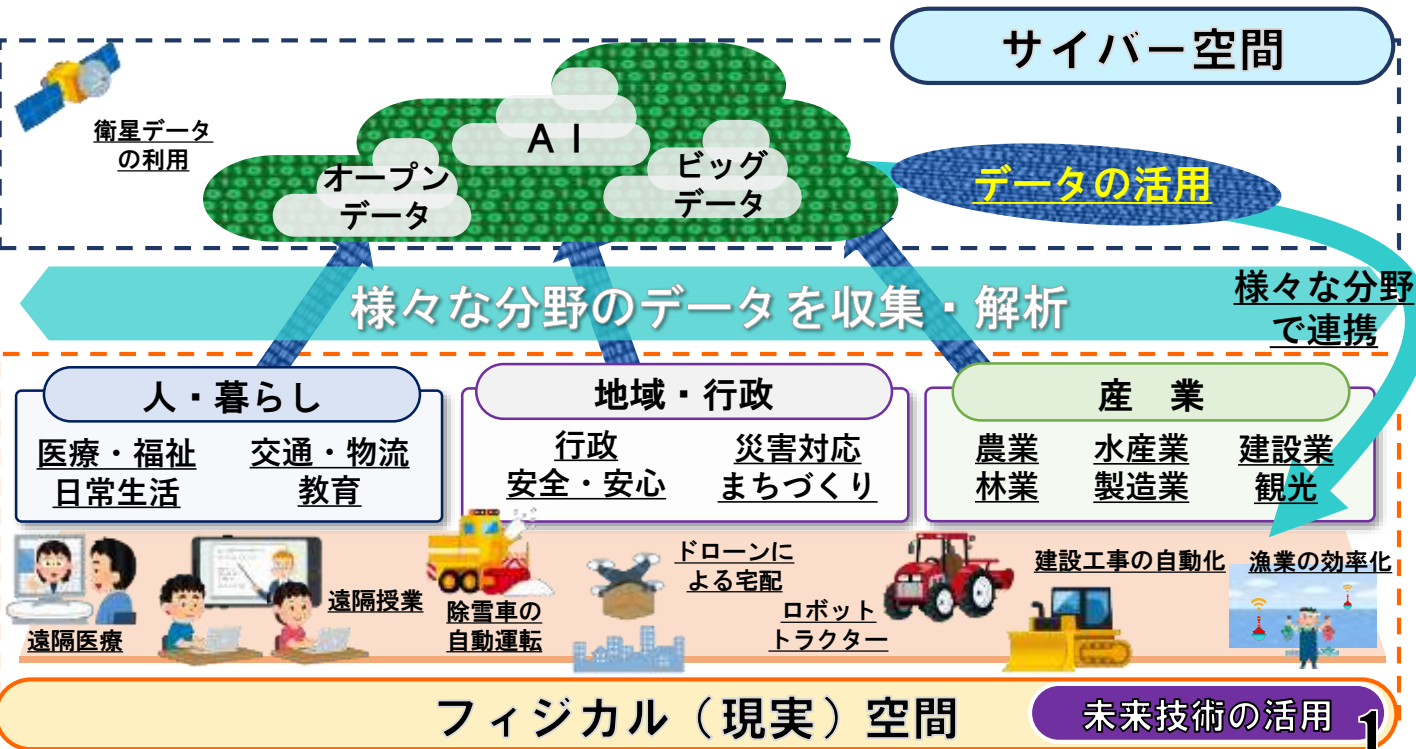 サイバー空間
衛星データ
の利用
AI
オープン
データ
ビッグ
データ
データの活用
様々な分野のデータを収集・解析
様々な分野
で連携
人・暮らし
医療・福祉 交通・物流
日常生活 教育
地域・行政
行政 災害対応
安全・安心 まちづくり
産 業
農業 水産業 建設業
林業 製造業 観光
遠隔医療
遠隔授業
除雪車の
自動運転
ドローンに
よる宅配
ロボット
トラクター
建設工事の自動化
漁業の効率化
フィジカル（現実）空間
未来技術の活用
1